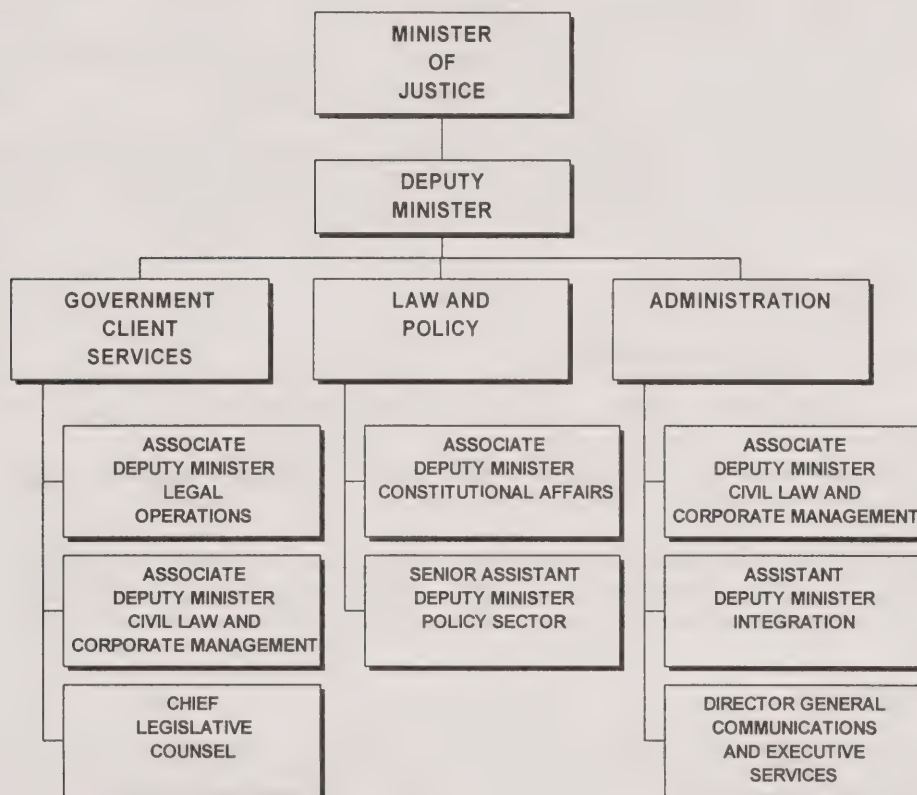 MINISTER
OF
JUSTICE
DEPUTY
MINISTER
GOVERNMENT
CLIENT
SERVICES
ASSOCIATE
DEPUTY MINISTER
LEGAL
OPERATIONS
ASSOCIATE
DEPUTY MINISTER
CIVIL LAW AND
CORPORATE MANAGEMENT
CHIEF
LEGISLATIVE
COUNSEL
LAW AND
POLICY
ASSOCIATE
DEPUTY MINISTER
CONSTITUTIONAL AFFAIRS
SENIOR ASSISTANT
DEPUTY MINISTER
POLICY SECTOR
ADMINISTRATION
ASSOCIATE
DEPUTY MINISTER
CIVIL LAW AND
CORPORATE MANAGEMENT
ASSISTANT
DEPUTY MINISTER
INTEGRATION
DIRECTOR GENERAL
COMMUNICATIONS
AND EXECUTIVE
SERVICES